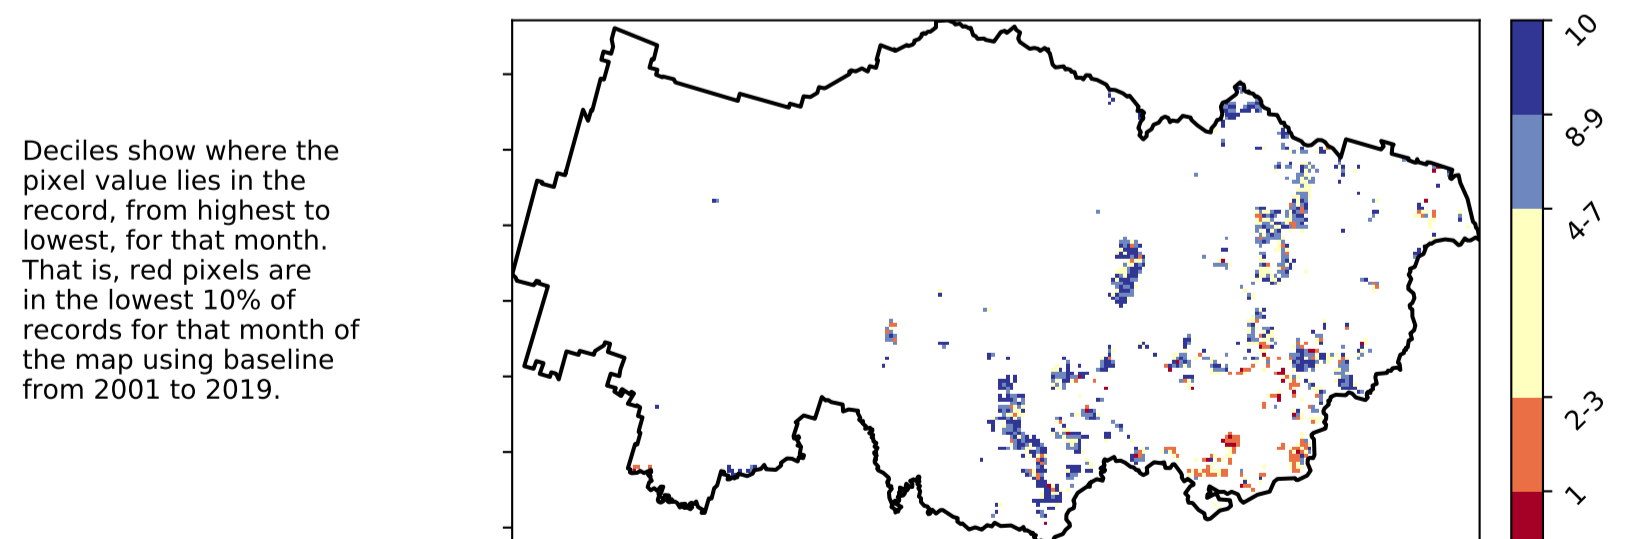 Deciles show where the
pixel value lies in the
record, from highest to
lowest, for that month.
That is, red pixels are
in the lowest 10% of
records for that month of
the map using baseline
from 2001 to 2019.
10
8-9
4-7
2-3
1